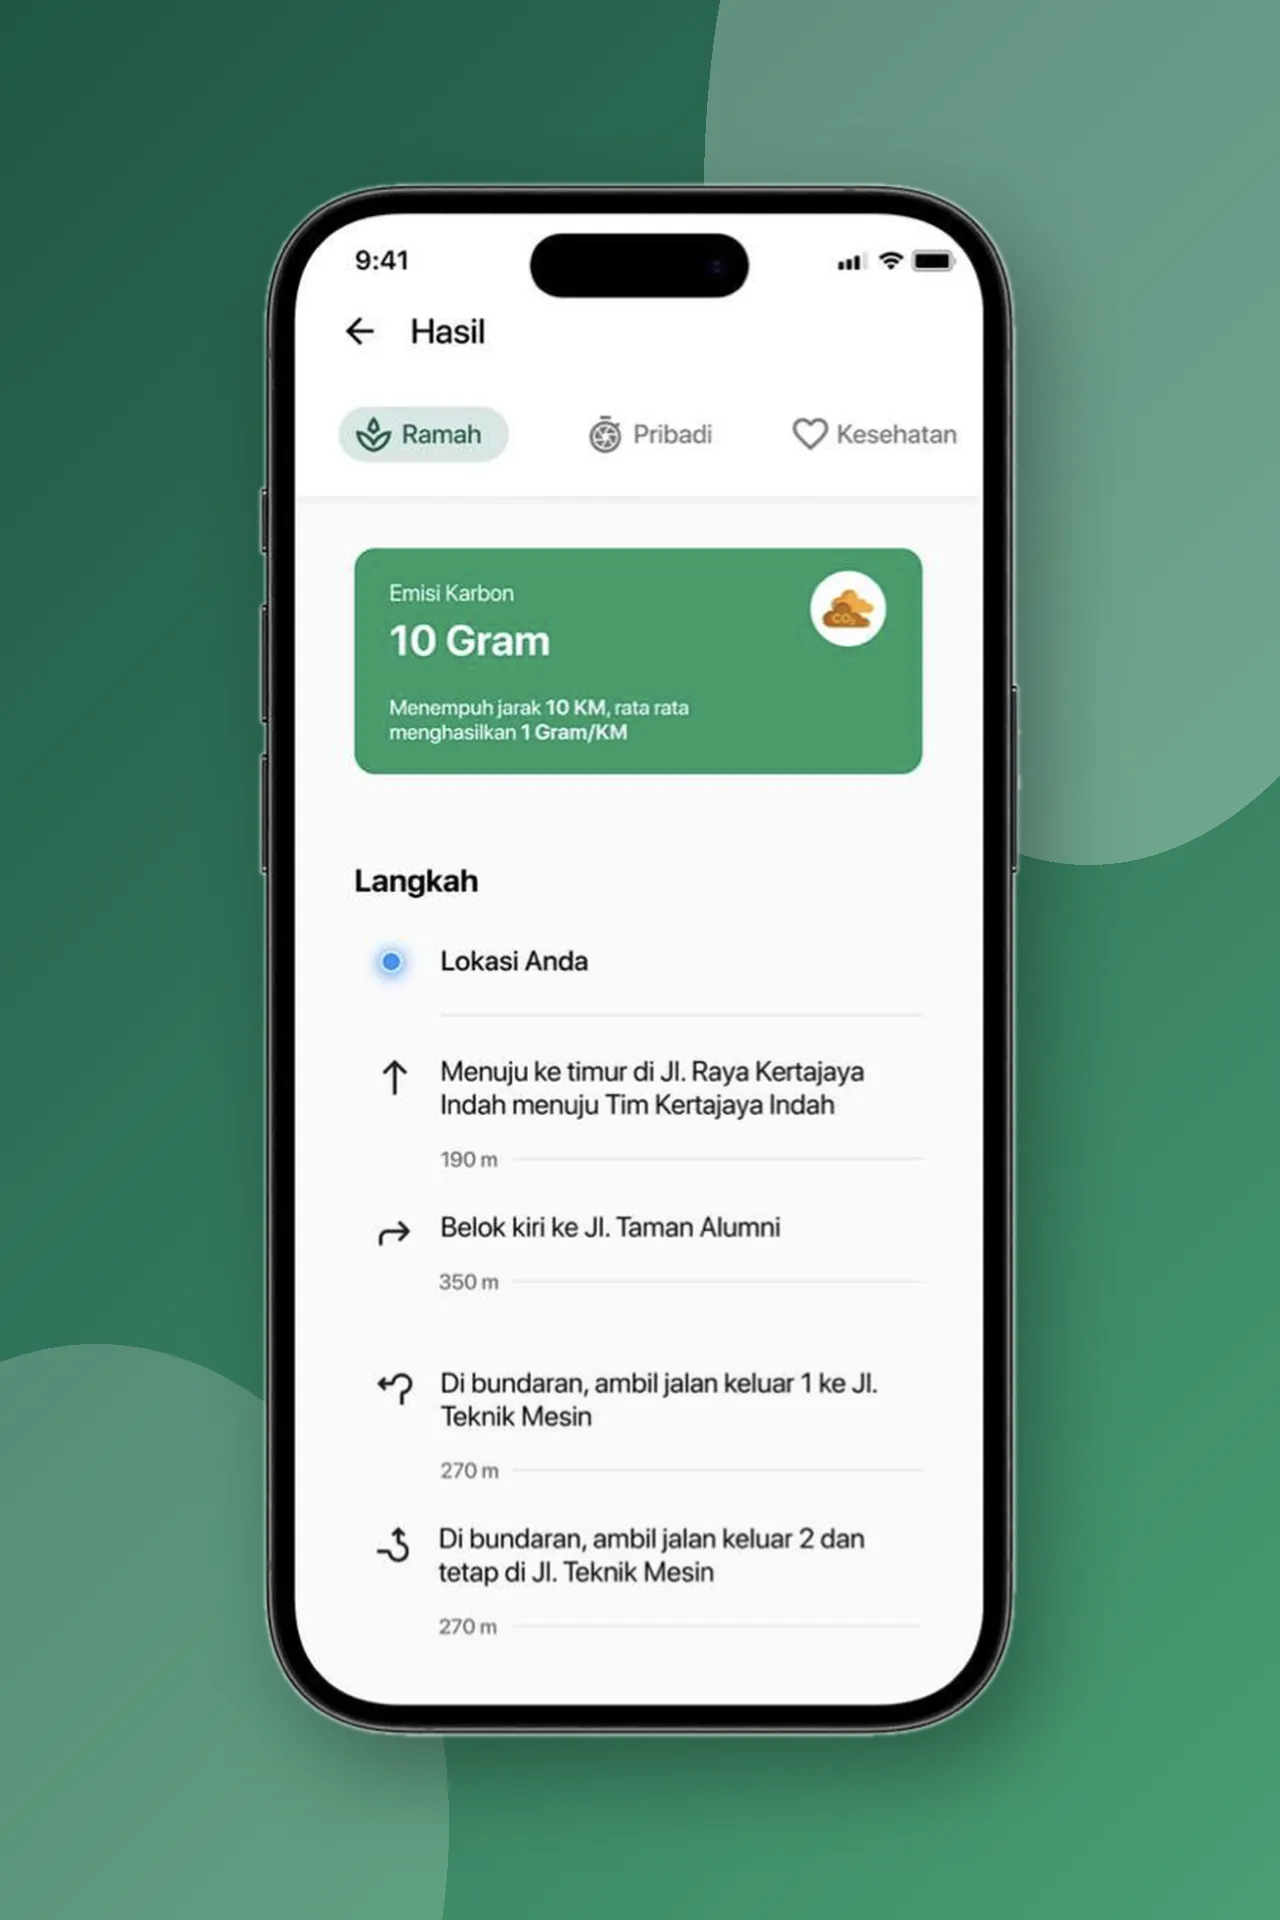 9:41
Hasil
Ramah
Pribadi
Kesehatan
Emisi Karbon
10 Gram
CO₂
Menempuh jarak 10 KM, rata rata
menghasilkan 1 Gram/KM
Langkah
Lokasi Anda
Menuju ke timur di Jl. Raya Kertajaya
Indah menuju Tim Kertajaya Indah
190 m
Belok kiri ke Jl. Taman Alumni
350 m
Di bundaran, ambil jalan keluar 1 ke Jl.
Teknik Mesin
270 m
Di bundaran, ambil jalan keluar 2 dan
tetap di Jl. Teknik Mesin
270 m